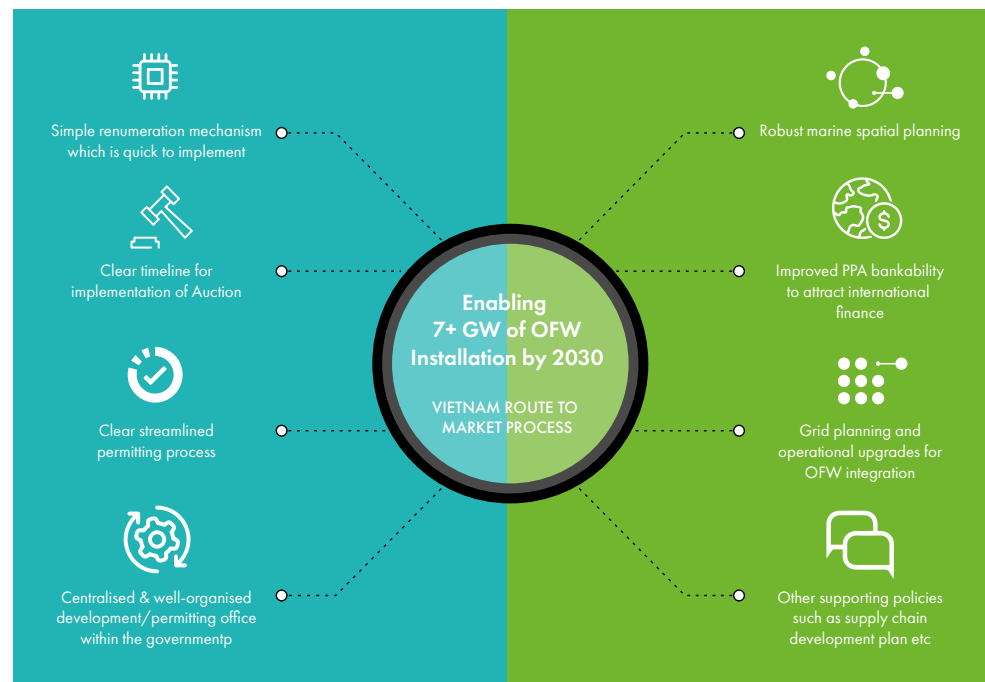 Simple renumeration mechanism
which is quick to implement
Clear timeline for
implementation of Auction
Clear streamlined
permitting process
Centralised & well-organised
development/permitting office
within the governmentp
Enabling
7+ GW of OFW
Installation by 2030
VIETNAM ROUTE TO
MARKET PROCESS
Robust marine spatial planning
$
Improved PPA bankability
to attract international
finance
Grid planning and
operational upgrades for
OFW integration
Other supporting policies
such as supply chain
development plan etc